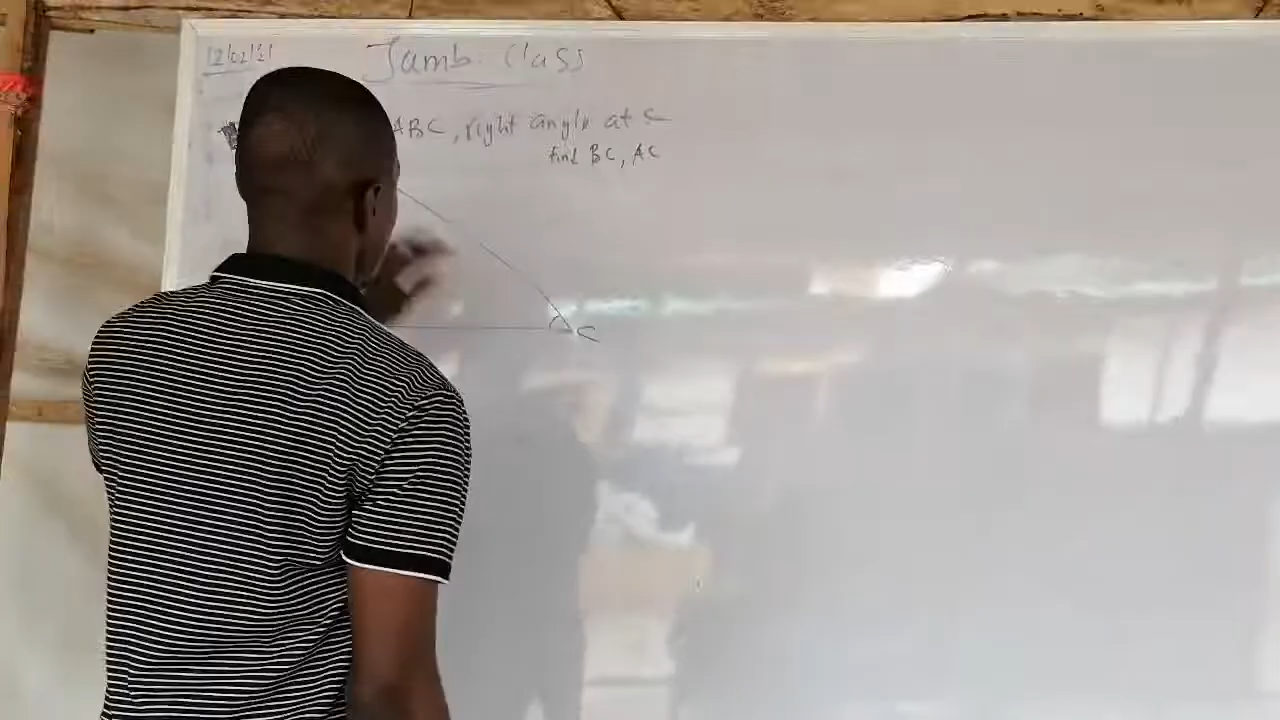 12/02/21
Jamb Class
ABC, right angle at C
find BC, AC
C